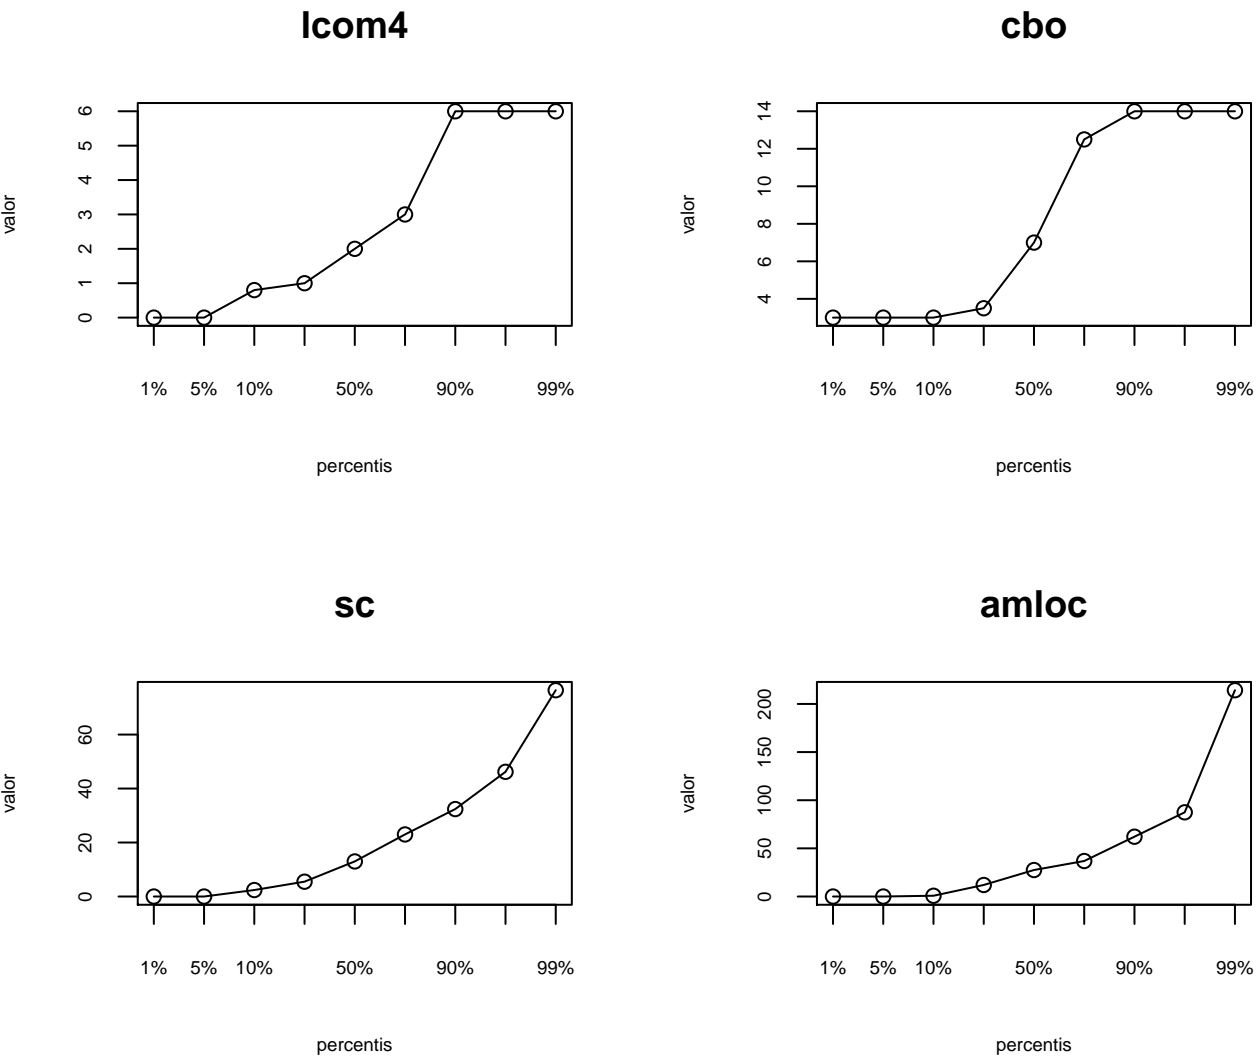 lcom4
valor
0 1 2 3 4 5 6
1% 5% 10% 50% 90% 99%
percentis
cbo
valor
4 6 8 10 12 14
1% 5% 10% 50% 90% 99%
percentis
sc
valor
0 20 40 60
1% 5% 10% 50% 90% 99%
percentis
amloc
valor
0 50 100 150 200
1% 5% 10% 50% 90% 99%
percentis